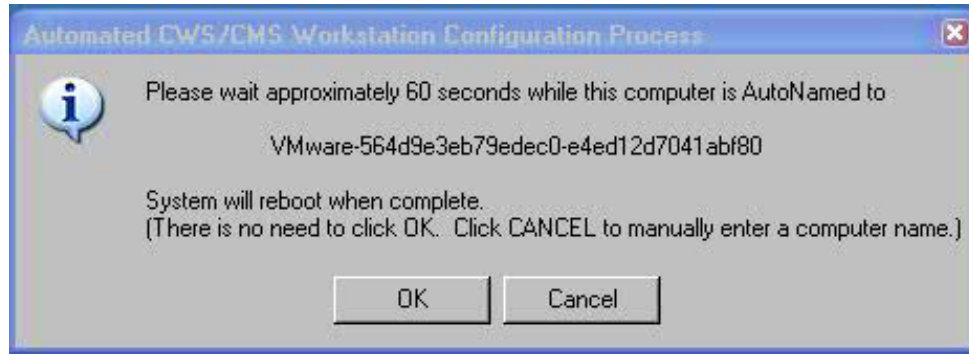 Automated CWS/CMS Workstation Configuration Process
Please wait approximately 60 seconds while this computer is AutoNamed to
VMware-564d9e3eb79edec0-e4ed12d7041abf80
System will reboot when complete.
(There is no need to click OK.  Click CANCEL to manually enter a computer name.)
OK
Cancel